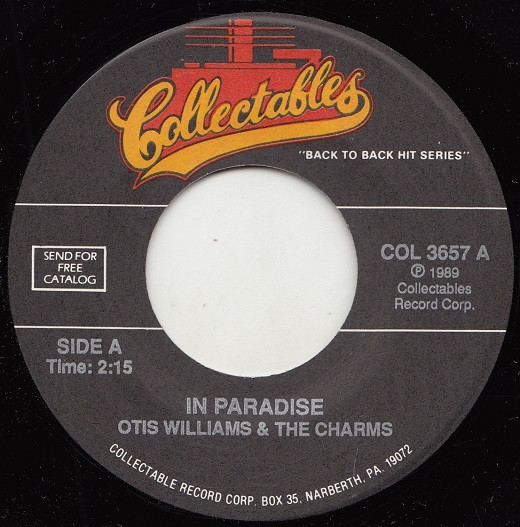 Collectables
"BACK TO BACK HIT SERIES"
SEND FOR
FREE
CATALOG
COL 3657 A
Ⓟ 1989
Collectables
Record Corp.
SIDE A
Time: 2:15
IN PARADISE
OTIS WILLIAMS & THE CHARMS
COLLECTABLE RECORD CORP. BOX 35, NARBERTH, PA. 19072